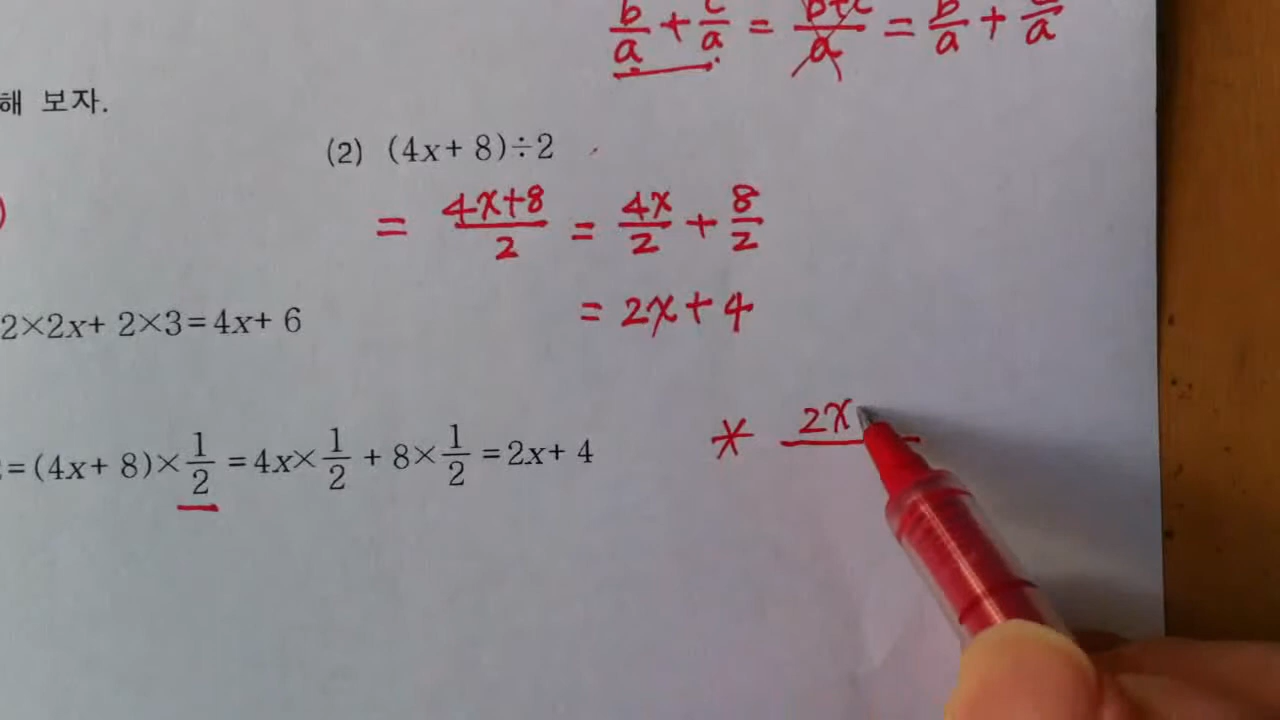 b/a + c/a = b+c/a = b/a + c/a
해 보자.
(2) (4x+ 8)÷2
)
= 4x+8/2 = 4x/2 + 8/2
= 2x+4
2×2x+ 2×3=4x+ 6
* 2x
=(4x+ 8)×1/2 =4x×1/2 + 8×1/2 =2x+ 4